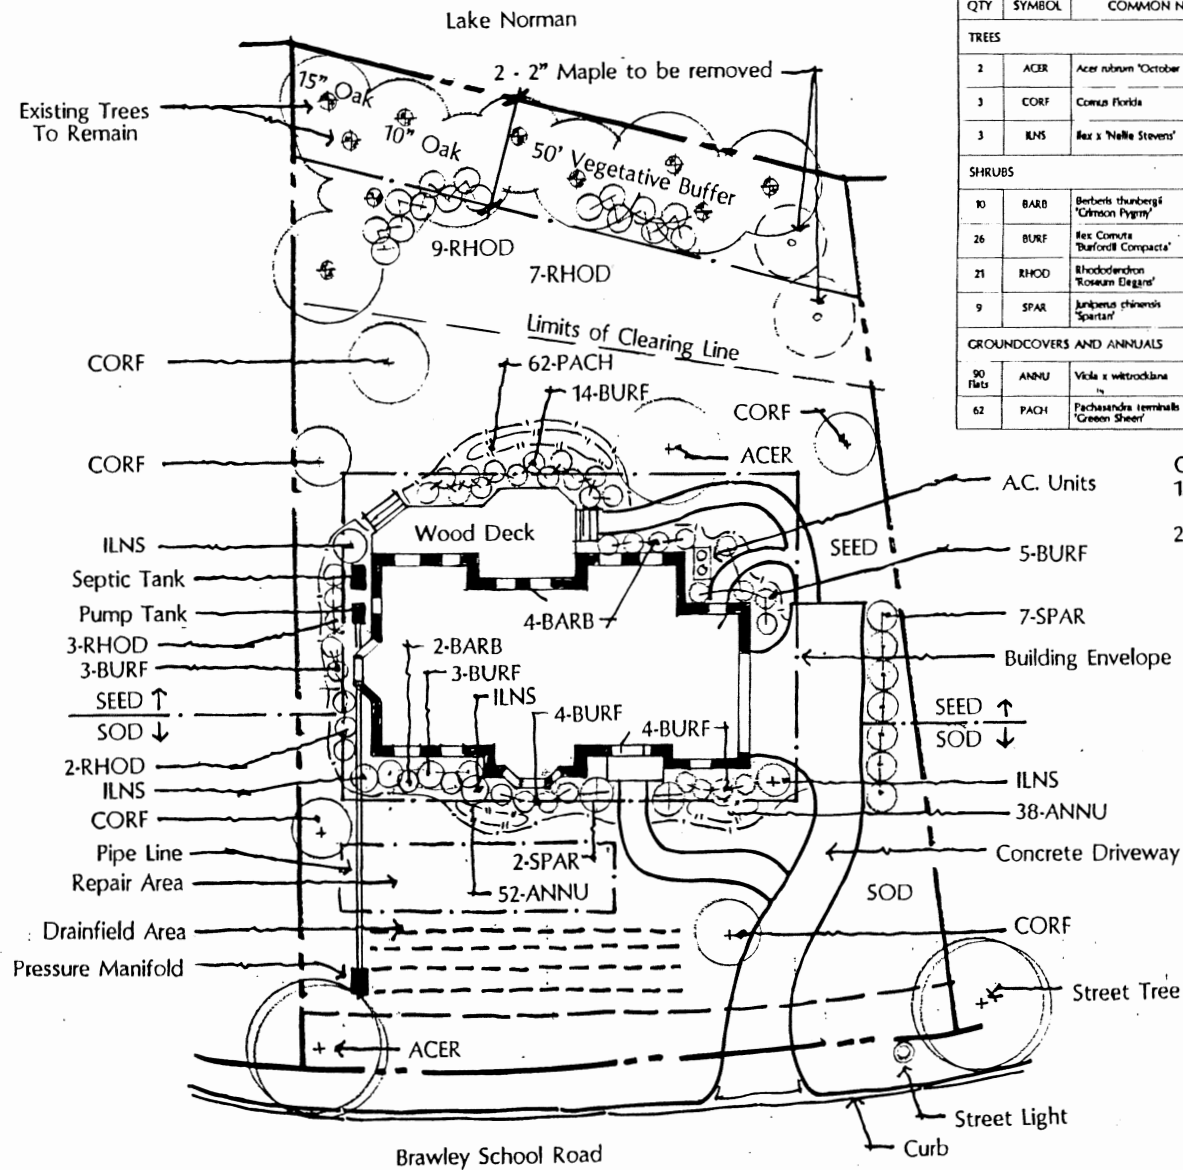 Lake Norman
QTY SYMBOL COMMON N
TREES
2 ACER Acer rubrum 'October
3 CORF Cornus Florida
3 ILNS Ilex x 'Nellie Stevens'
SHRUBS
10 BARB Berberis thunbergii
'Crimson Pygmy'
26 BURF Ilex Cornuta
'Burfordii Compacta'
21 RHOD Rhododendron
'Roseum Elegans'
9 SPAR Juniperus chinensis
'Spartan'
GROUNDCOVERS AND ANNUALS
90
Flats ANNU Viola x wittrockiana
62 PACH Pachasandra terminalis
'Greeen Sheen'
2 - 2" Maple to be removed
15" Oak
Existing Trees
To Remain
10" Oak
50' Vegetative Buffer
9-RHOD
7-RHOD
Limits of Clearing Line
CORF
62-PACH
14-BURF
CORF
CORF
ACER
A.C. Units
1
2
Wood Deck
ILNS
SEED
5-BURF
Septic Tank
Pump Tank
4-BARB
7-SPAR
3-RHOD
2-BARB
3-BURF
3-BURF
Building Envelope
ILNS
SEED ↑
SOD ↓
4-BURF
4-BURF
SEED ↑
SOD ↓
2-RHOD
ILNS
ILNS
CORF
38-ANNU
Pipe Line
2-SPAR
Concrete Driveway
Repair Area
52-ANNU
SOD
Drainfield Area
CORF
Pressure Manifold
Street Tree
ACER
Street Light
Curb
Brawley School Road